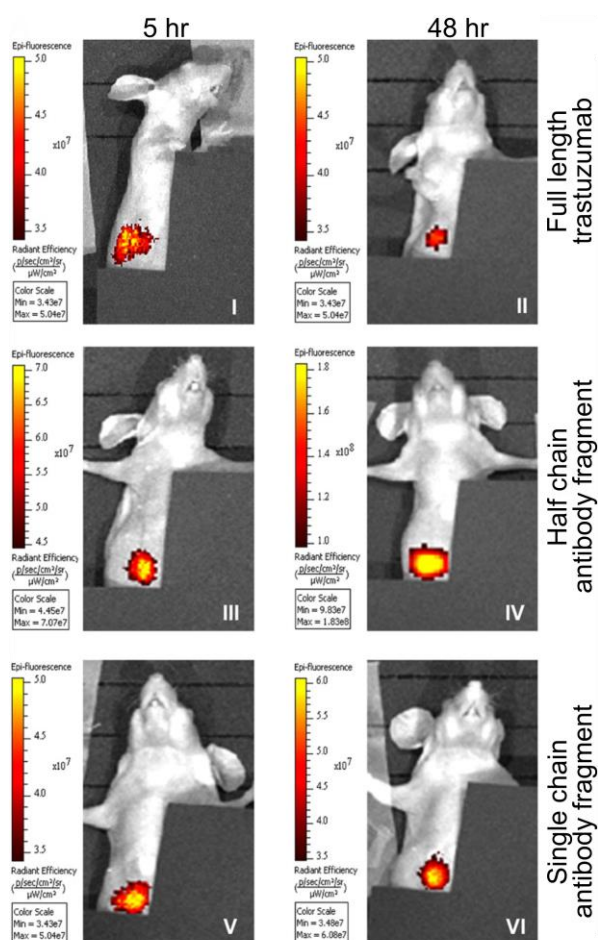 5 hr
48 hr
Epi-fluorescence
5.0
4.5
x10⁷
4.0
3.5
Radiant Efficiency
(p/sec/cm²/sr / µW/cm²)
Color Scale
Min = 3.43e7
Max = 5.04e7
I
Epi-fluorescence
5.0
4.5
x10⁷
4.0
3.5
Radiant Efficiency
(p/sec/cm²/sr / µW/cm²)
Color Scale
Min = 3.43e7
Max = 5.04e7
II
Full length
trastuzumab
Epi-fluorescence
7.0
6.5
6.0
x10⁷
5.5
5.0
4.5
Radiant Efficiency
(p/sec/cm²/sr / µW/cm²)
Color Scale
Min = 4.45e7
Max = 7.07e7
III
Epi-fluorescence
1.8
1.6
x10⁸
1.4
1.2
1.0
Radiant Efficiency
(p/sec/cm²/sr / µW/cm²)
Color Scale
Min = 9.83e7
Max = 1.83e8
IV
Half chain
antibody fragment
Epi-fluorescence
5.0
4.5
x10⁷
4.0
3.5
Radiant Efficiency
(p/sec/cm²/sr / µW/cm²)
Color Scale
Min = 3.43e7
Max = 5.04e7
V
Epi-fluorescence
6.0
5.5
5.0
x10⁷
4.5
4.0
3.5
Radiant Efficiency
(p/sec/cm²/sr / µW/cm²)
Color Scale
Min = 3.48e7
Max = 6.08e7
VI
Single chain
antibody fragment